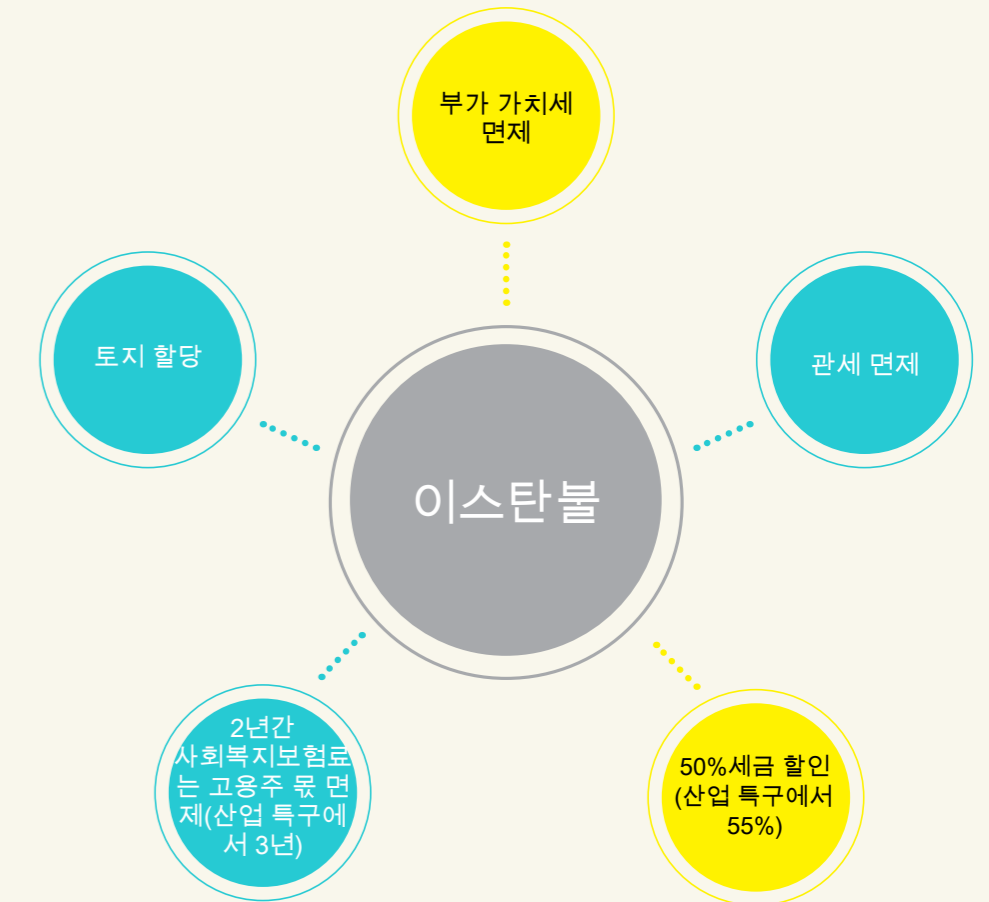 부가 가치세
면제
토지 할당
관세 면제
이스탄불
2년간
사회복지보험료
는 고용주 몫 면
제(산업 특구에
서 3년)
50%세금 할인
(산업 특구에서
55%)